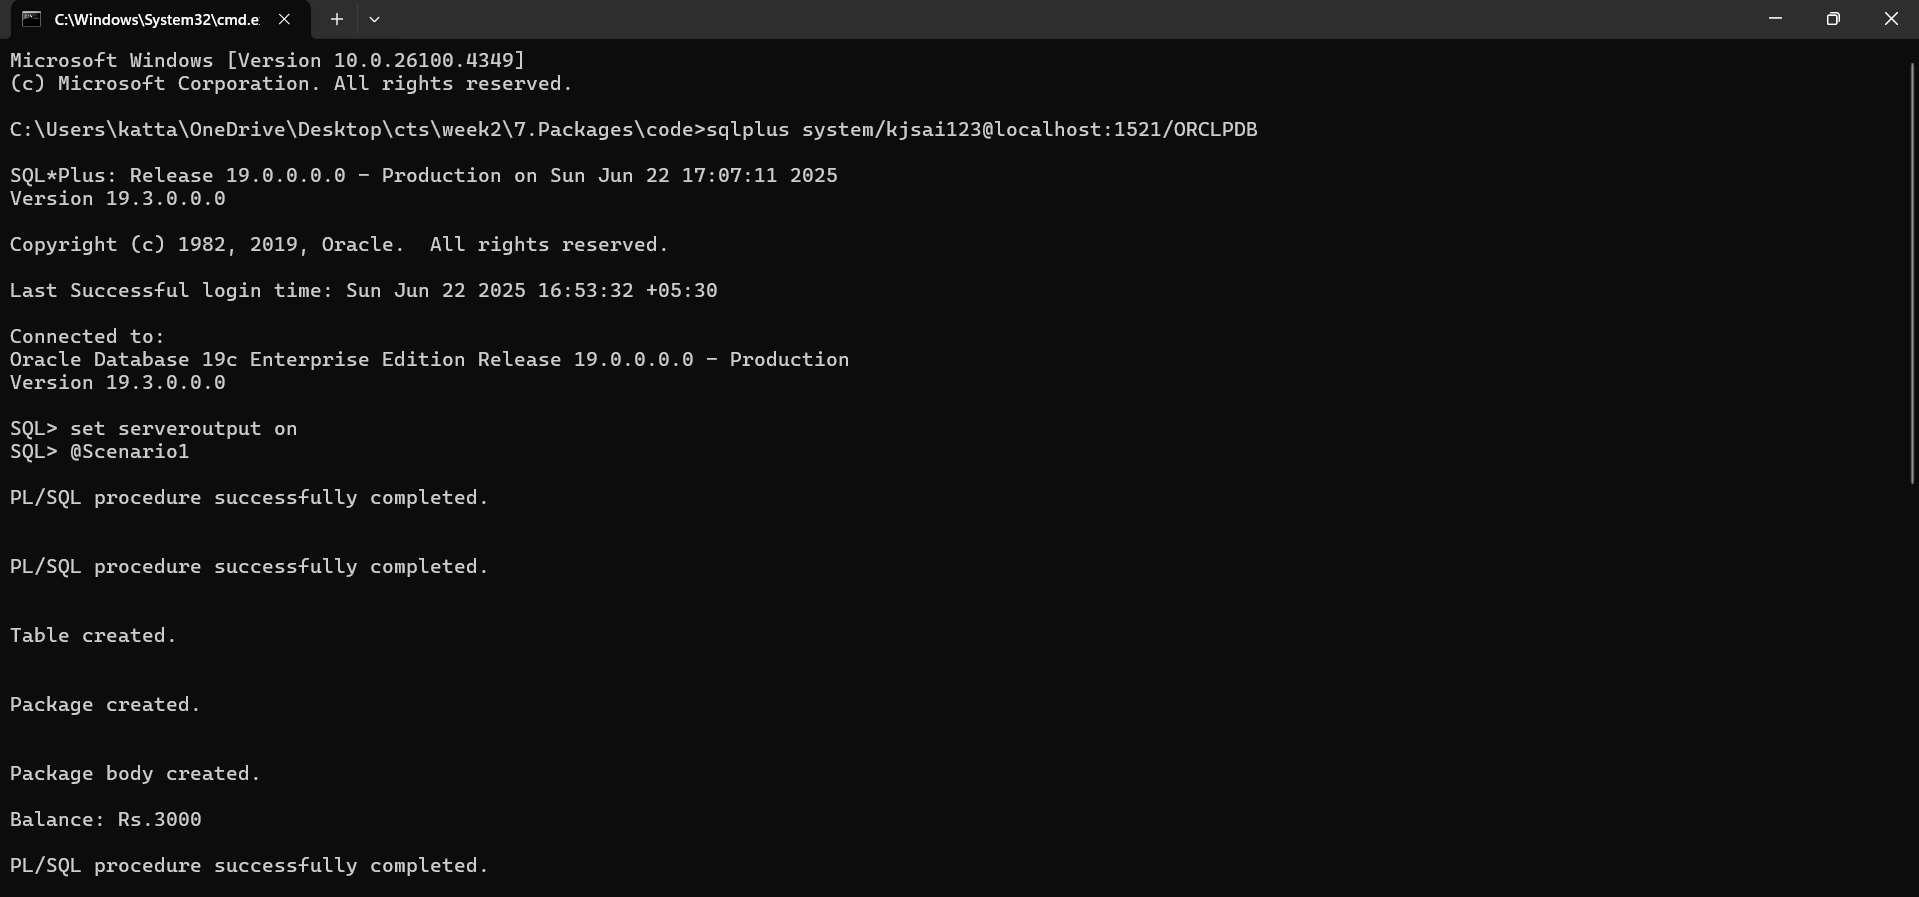 C:\Windows\System32\cmd.e
Microsoft Windows [Version 10.0.26100.4349]
(c) Microsoft Corporation. All rights reserved.
C:\Users\katta\OneDrive\Desktop\cts\week2\7.Packages\code>sqlplus system/kjsai123@localhost:1521/ORCLPDB
SQL*Plus: Release 19.0.0.0.0 - Production on Sun Jun 22 17:07:11 2025
Version 19.3.0.0.0
Copyright (c) 1982, 2019, Oracle.  All rights reserved.
Last Successful login time: Sun Jun 22 2025 16:53:32 +05:30
Connected to:
Oracle Database 19c Enterprise Edition Release 19.0.0.0.0 - Production
Version 19.3.0.0.0
SQL> set serveroutput on
SQL> @Scenario1
PL/SQL procedure successfully completed.
PL/SQL procedure successfully completed.
Table created.
Package created.
Package body created.
Balance: Rs.3000
PL/SQL procedure successfully completed.